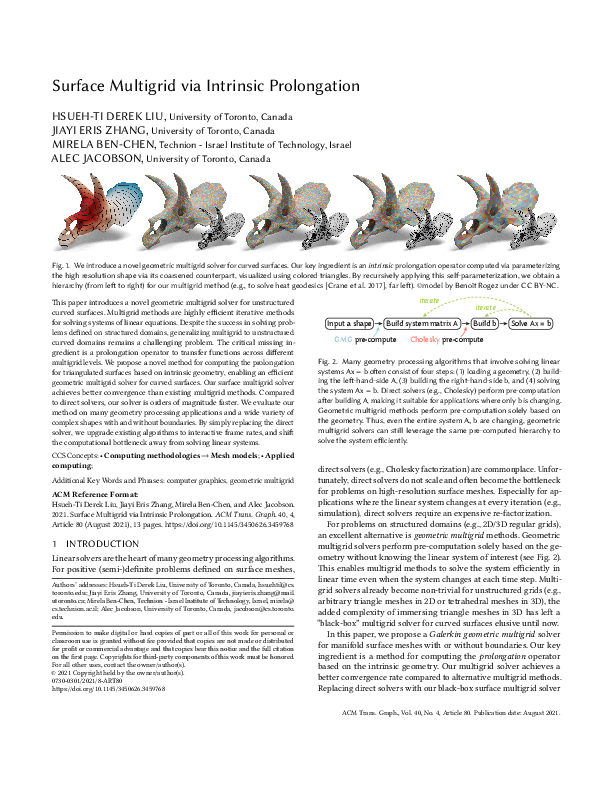 Surface Multigrid via Intrinsic Prolongation
HSUEH-TI DEREK LIU, University of Toronto, Canada
JIAYI ERIS ZHANG, University of Toronto, Canada
MIRELA BEN-CHEN, Technion - Israel Institute of Technology, Israel
ALEC JACOBSON, University of Toronto, Canada
Fig. 1. We introduce a novel geometric multigrid solver for curved surfaces. Our key ingredient is an intrinsic prolongation operator computed via parameterizing
the high resolution shape via its coarsened counterpart, visualized using colored triangles. By recursively applying this self-parameterization, we obtain a
hierarchy (from left to right) for our multigrid method (e.g., to solve heat geodesics [Crane et al. 2017], far left). ©model by Benoît Rogez under CC BY-NC.
This paper introduces a novel geometric multigrid solver for unstructured
curved surfaces. Multigrid methods are highly efficient iterative methods
for solving systems of linear equations. Despite the success in solving prob-
lems defined on structured domains, generalizing multigrid to unstructured
curved domains remains a challenging problem. The critical missing in-
gredient is a prolongation operator to transfer functions across different
multigrid levels. We propose a novel method for computing the prolongation
for triangulated surfaces based on intrinsic geometry, enabling an efficient
geometric multigrid solver for curved surfaces. Our surface multigrid solver
achieves better convergence than existing multigrid methods. Compared
to direct solvers, our solver is orders of magnitude faster. We evaluate our
method on many geometry processing applications and a wide variety of
complex shapes with and without boundaries. By simply replacing the direct
solver, we upgrade existing algorithms to interactive frame rates, and shift
the computational bottleneck away from solving linear systems.
CCS Concepts: • Computing methodologies → Mesh models; • Applied
computing;
Additional Key Words and Phrases: computer graphics, geometric multigrid
ACM Reference Format:
Hsueh-Ti Derek Liu, Jiayi Eris Zhang, Mirela Ben-Chen, and Alec Jacobson.
2021. Surface Multigrid via Intrinsic Prolongation. ACM Trans. Graph. 40, 4,
Article 80 (August 2021), 13 pages. https://doi.org/10.1145/3450626.3459768
1 INTRODUCTION
Linear solvers are the heart of many geometry processing algorithms.
For positive (semi-)definite problems defined on surface meshes,
Authors' addresses: Hsueh-Ti Derek Liu, University of Toronto, Canada, hsuehtil@cs.
toronto.edu; Jiayi Eris Zhang, University of Toronto, Canada, jiayieris.zhang@mail.
utoronto.ca; Mirela Ben-Chen, Technion - Israel Institute of Technology, Israel, mirela@
cs.technion.ac.il; Alec Jacobson, University of Toronto, Canada, jacobson@cs.toronto.
edu.
Permission to make digital or hard copies of part or all of this work for personal or
classroom use is granted without fee provided that copies are not made or distributed
for profit or commercial advantage and that copies bear this notice and the full citation
on the first page. Copyrights for third-party components of this work must be honored.
For all other uses, contact the owner/author(s).
© 2021 Copyright held by the owner/author(s).
0730-0301/2021/8-ART80
https://doi.org/10.1145/3450626.3459768
iterate
iterate
Input a shape Build system matrix A Build b Solve Ax = b
GMG pre-compute Cholesky pre-compute
Fig. 2. Many geometry processing algorithms that involve solving linear
systems Ax = b often consist of four steps: (1) loading a geometry, (2) build-
ing the left-hand-side A, (3) building the right-hand-side b, and (4) solving
the system Ax = b. Direct solvers (e.g., Cholesky) perform pre-computation
after building A, making it suitable for applications where only b is changing.
Geometric multigrid methods perform pre-computation solely based on the
geometry. Thus, even the entire system A, b are changing, geometric
multigrid solvers can still leverage the same pre-computed hierarchy to
solve the system efficiently.
direct solvers (e.g., Cholesky factorization) are commonplace. Unfor-
tunately, direct solvers do not scale and often become the bottleneck
for problems on high-resolution surface meshes. Especially for ap-
plications where the linear system changes at every iteration (e.g.,
simulation), direct solvers require an expensive re-factorization.
For problems on structured domains (e.g., 2D/3D regular grids),
an excellent alternative is geometric multigrid methods. Geometric
multigrid solvers perform pre-computation solely based on the ge-
ometry without knowing the linear system of interest (see Fig. 2).
This enables multigrid methods to solve the system efficiently in
linear time even when the system changes at each time step. Multi-
grid solvers already become non-trivial for unstructured grids (e.g.,
arbitrary triangle meshes in 2D or tetrahedral meshes in 3D), the
added complexity of immersing triangle meshes in 3D has left a
"black-box" multigrid solver for curved surfaces elusive until now.
In this paper, we propose a Galerkin geometric multigrid solver
for manifold surface meshes with or without boundaries. Our key
ingredient is a method for computing the prolongation operator
based on the intrinsic geometry. Our multigrid solver achieves a
better convergence rate compared to alternative multigrid methods.
Replacing direct solvers with our black-box surface multigrid solver
ACM Trans. Graph., Vol. 40, No. 4, Article 80. Publication date: August 2021.